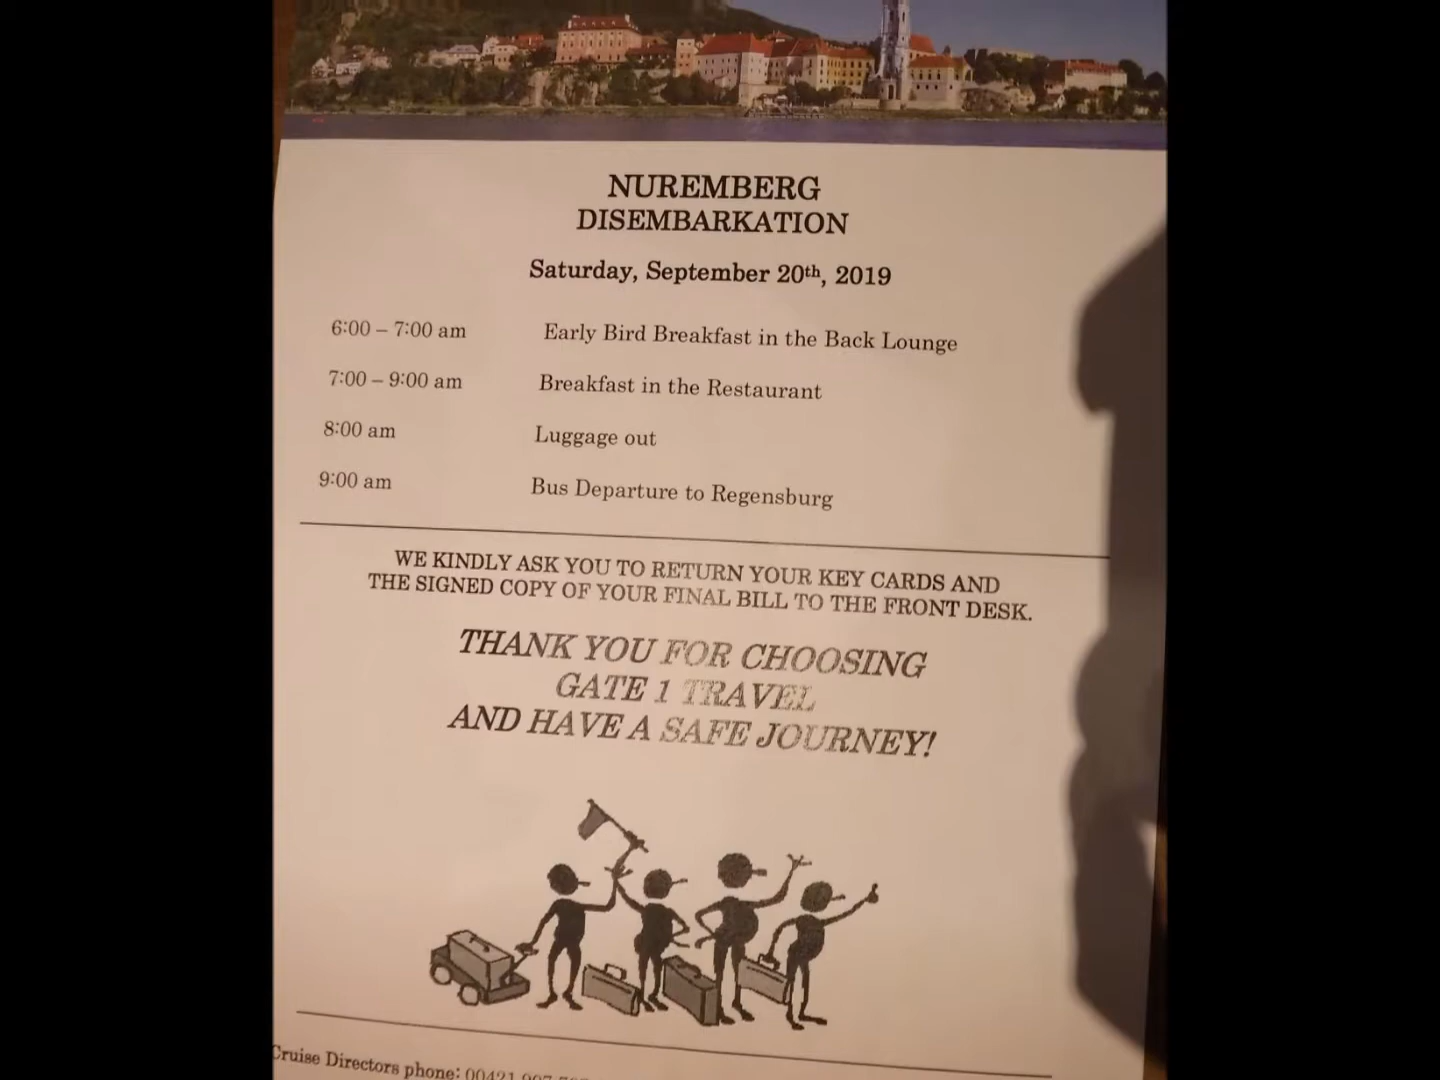 NUREMBERG
DISEMBARKATION
Saturday, September 20th, 2019
6:00 – 7:00 am Early Bird Breakfast in the Back Lounge
7:00 – 9:00 am Breakfast in the Restaurant
8:00 am Luggage out
9:00 am Bus Departure to Regensburg
WE KINDLY ASK YOU TO RETURN YOUR KEY CARDS AND
THE SIGNED COPY OF YOUR FINAL BILL TO THE FRONT DESK.
THANK YOU FOR CHOOSING
GATE 1 TRAVEL
AND HAVE A SAFE JOURNEY!
Cruise Directors phone: 00421